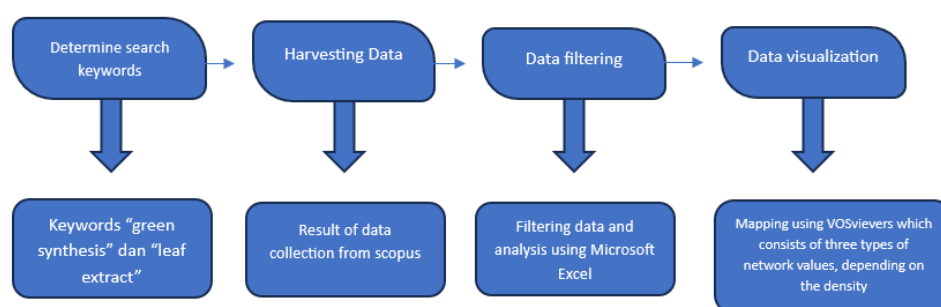 Determine search
keywords
Harvesting Data
Data filtering
Data visualization
Keywords “green
synthesis” dan “leaf
extract”
Result of data
collection from scopus
Filtering data and
analysis using Microsoft
Excel
Mapping using VOSvievers which
consists of three types of
network values, depending on
the density